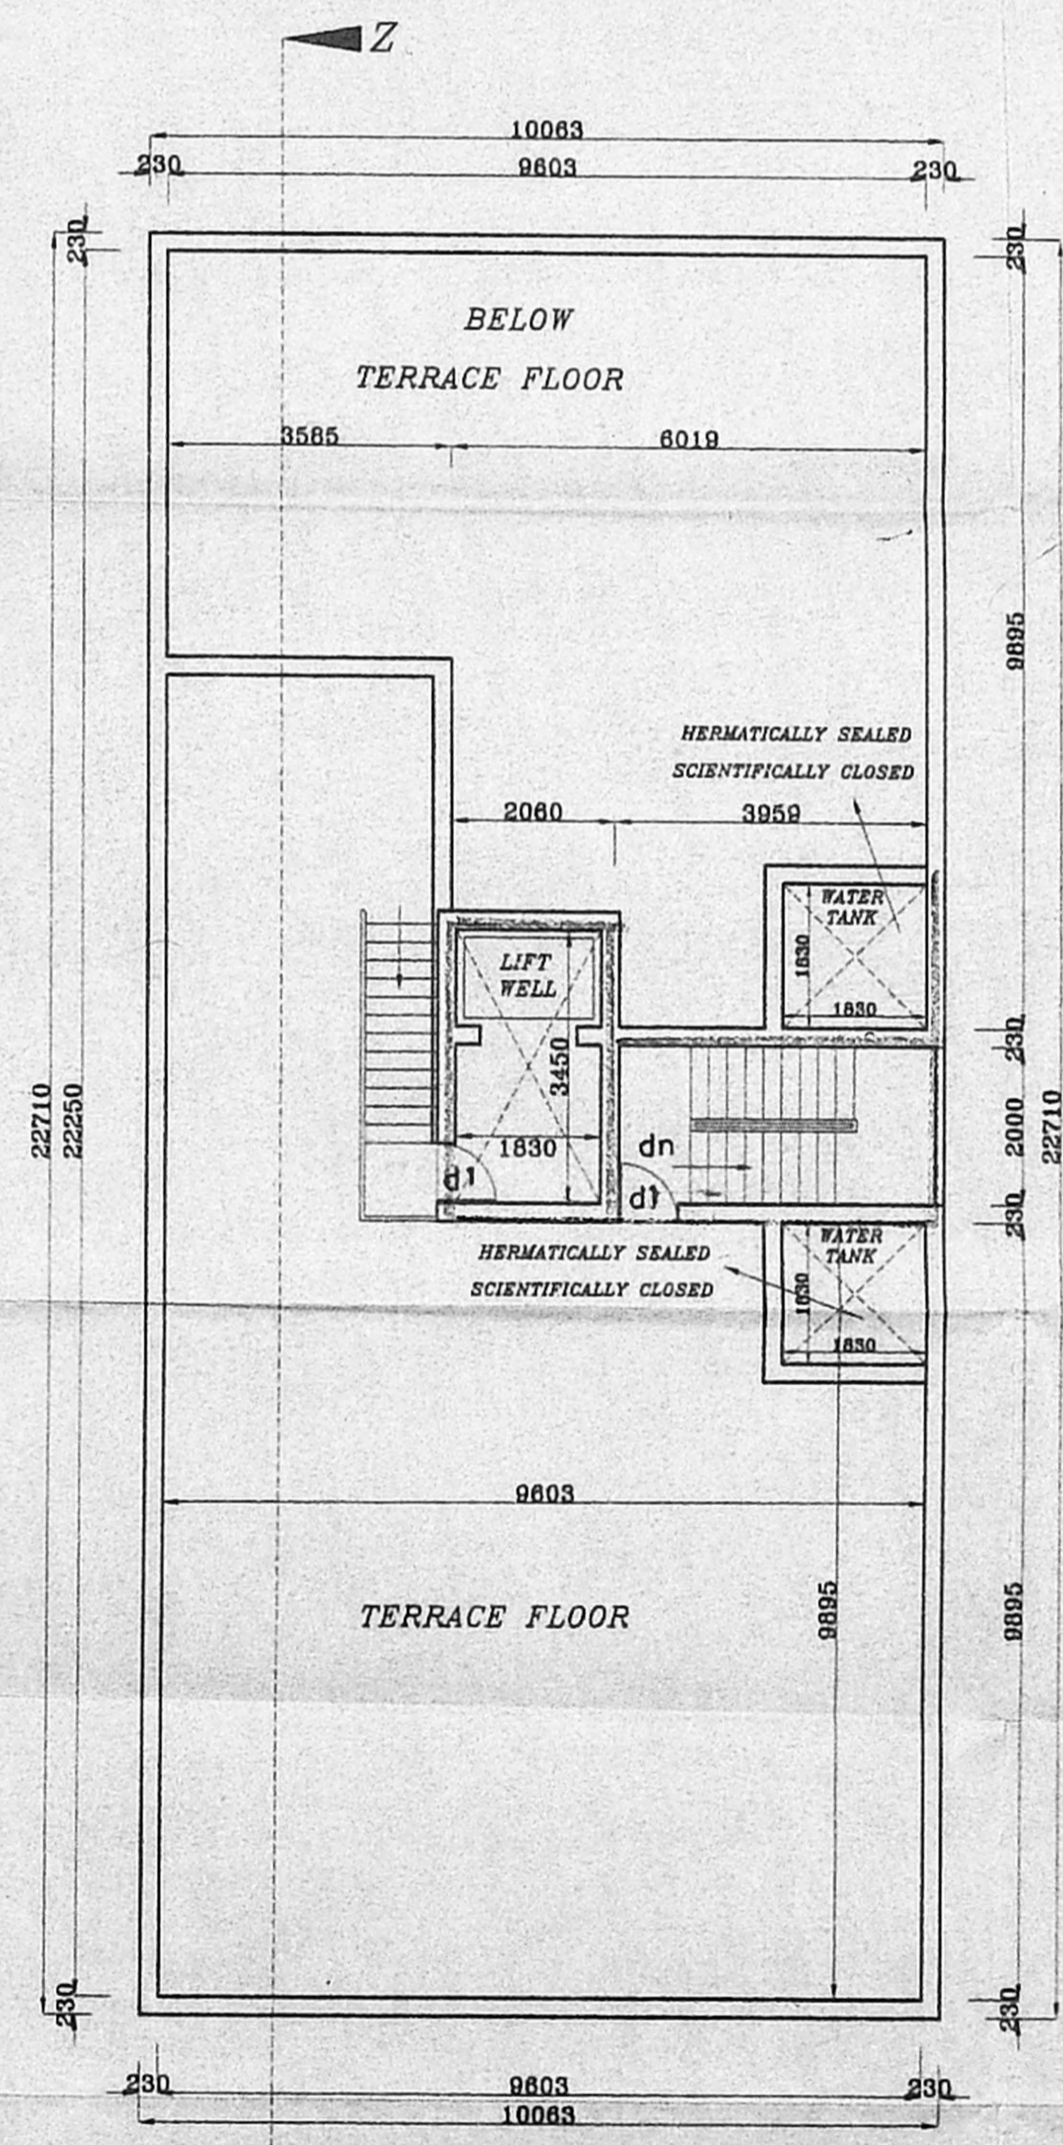 Z
10063
230 9603 230
230
230
BELOW
TERRACE FLOOR
3585 6019
9895
HERMATICALLY SEALED
SCIENTIFICALLY CLOSED
2060 3959
WATER
TANK
1830
1830
LIFT
WELL
3450
1830
d1
dn
d1
230
2000
230
22710
22250
22710
HERMATICALLY SEALED
SCIENTIFICALLY CLOSED
WATER
TANK
1830
1830
9603
TERRACE FLOOR
9895
9895
230
230
230 9603 230
10063